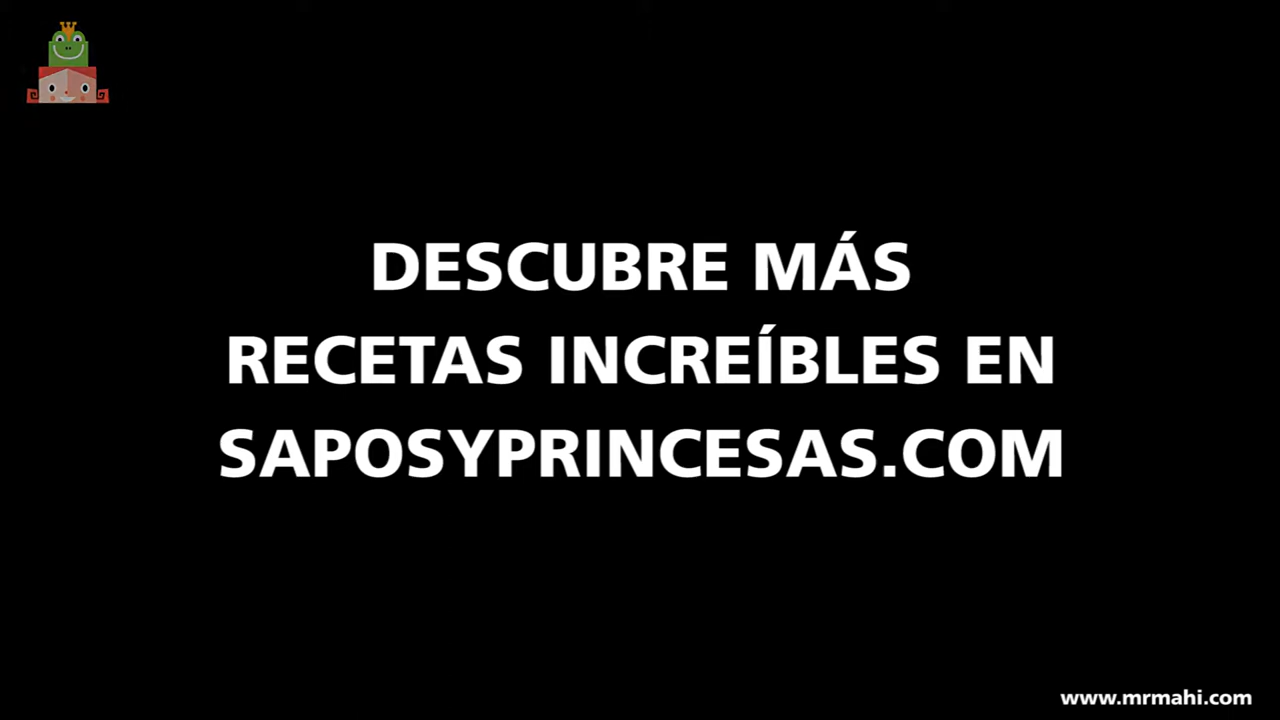 DESCUBRE MÁS
RECETAS INCREÍBLES EN
SAPOSYPRINCESAS.COM
www.mrmahi.com